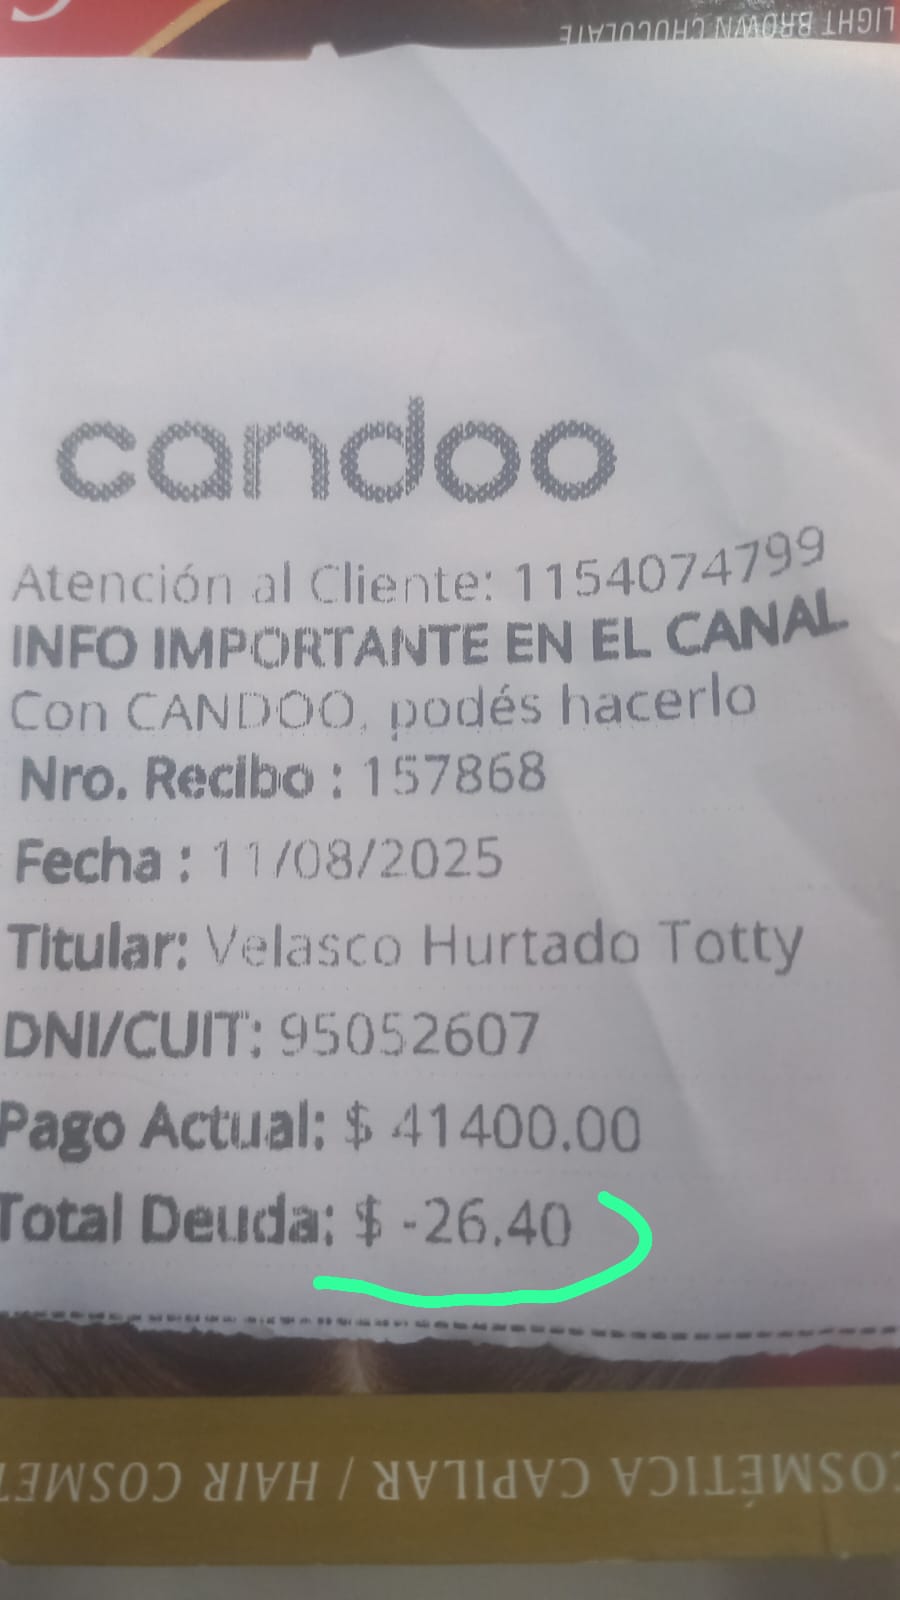 LIGHT BROWN CHOCOLATE
candoo
Atención al Cliente: 1154074799
INFO IMPORTANTE EN EL CANAL
Con CANDOO, podés hacerlo
Nro. Recibo : 157868
Fecha : 11/08/2025
Titular: Velasco Hurtado Totty
DNI/CUIT: 95052607
Pago Actual: $ 41400.00
Total Deuda: $ -26.40
COSMÉTICA CAPILAR / HAIR COSMET